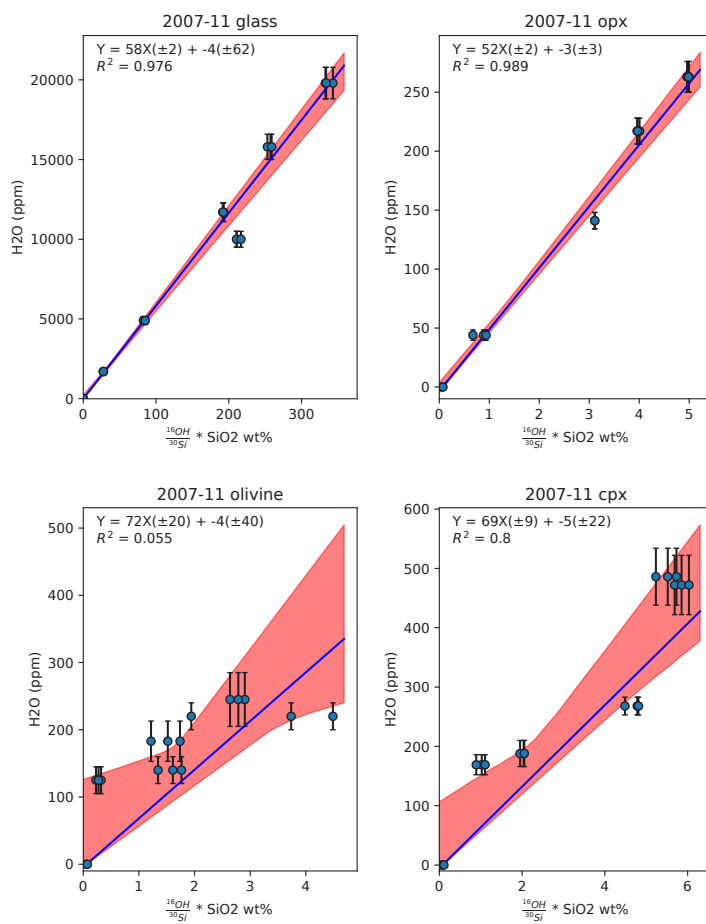 2007-11 glass
Y = 58X(±2) + -4(±62)
R² = 0.976
20000
15000
10000
5000
0
H2O (ppm)
0 100 200 300
16OH/30Si * SiO2 wt%
2007-11 opx
Y = 52X(±2) + -3(±3)
R² = 0.989
250
200
150
100
50
0
H2O (ppm)
0 1 2 3 4 5
16OH/30Si * SiO2 wt%
2007-11 olivine
Y = 72X(±20) + -4(±40)
R² = 0.055
500
400
300
200
100
0
H2O (ppm)
0 1 2 3 4
16OH/30Si * SiO2 wt%
2007-11 cpx
Y = 69X(±9) + -5(±22)
R² = 0.8
600
500
400
300
200
100
0
H2O (ppm)
0 2 4 6
16OH/30Si * SiO2 wt%